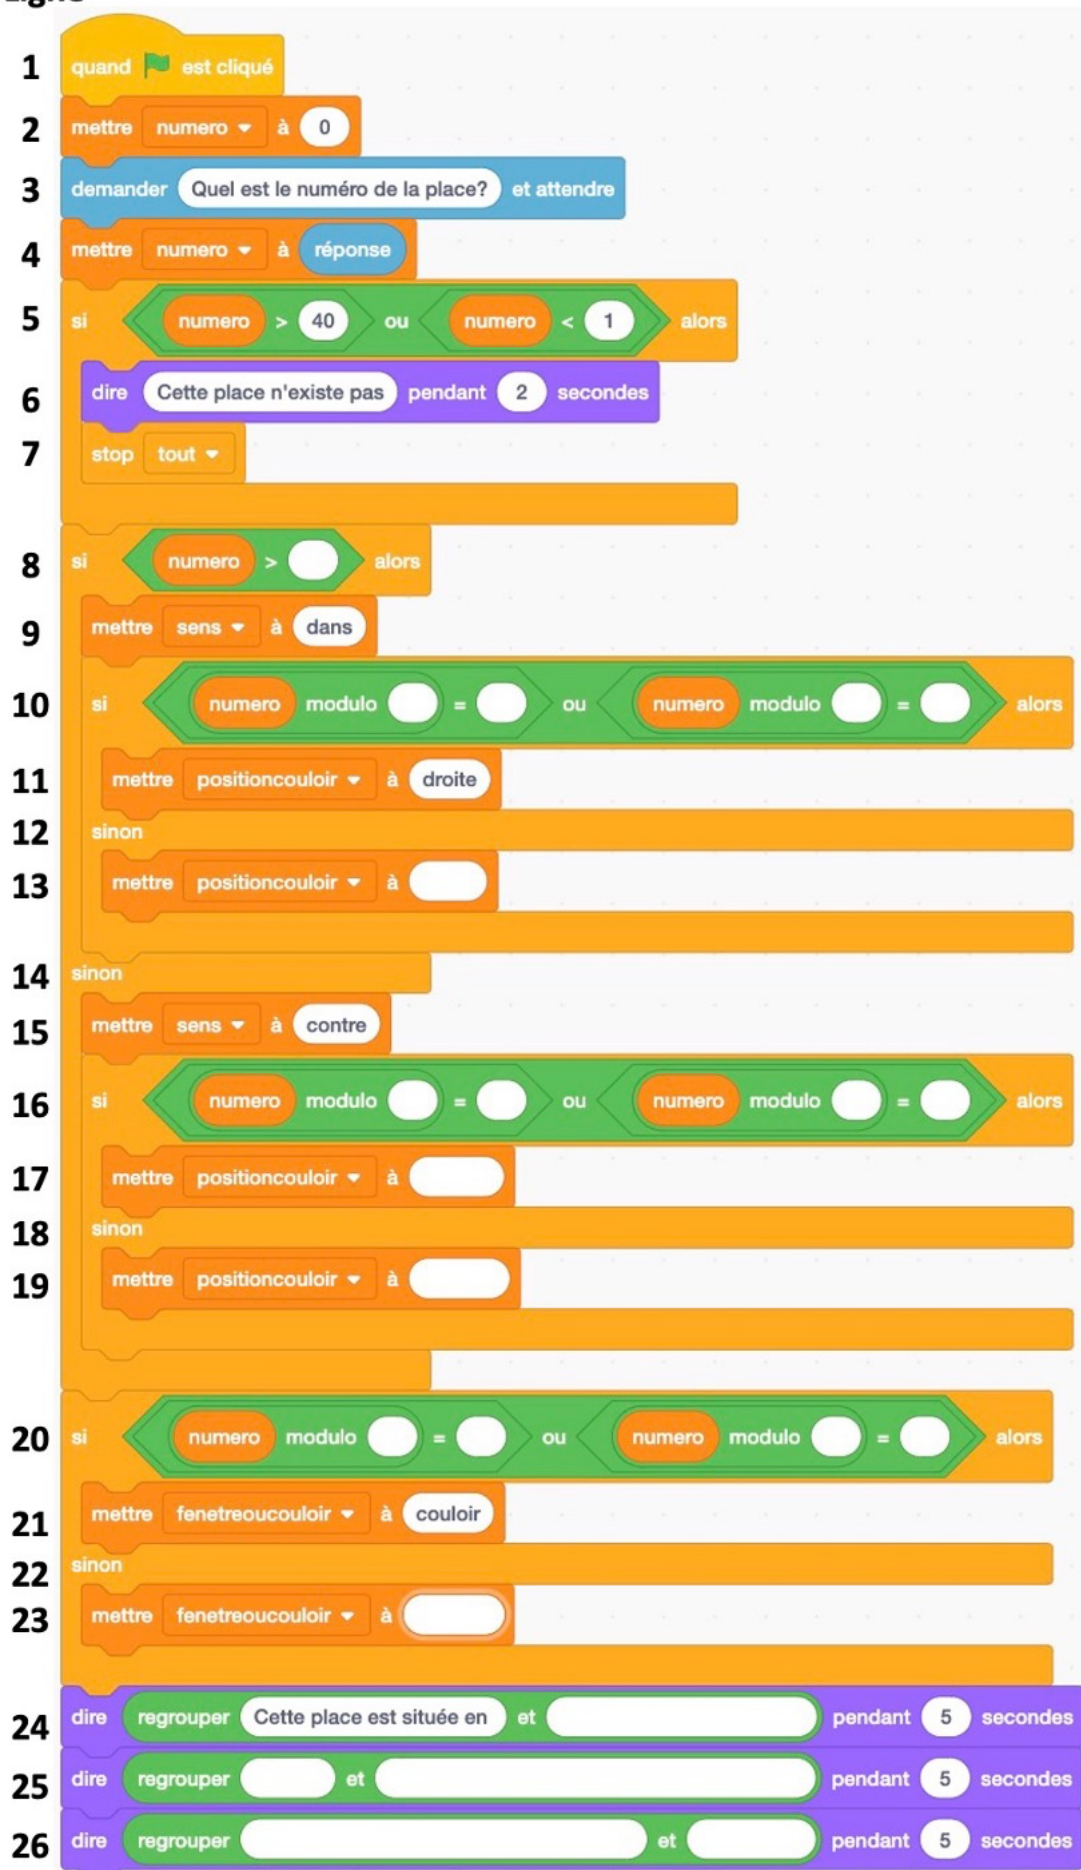 Ligne
1 quand est cliqué
2 mettre numero à 0
3 demander Quel est le numéro de la place? et attendre
4 mettre numero à réponse
5 si numero > 40 ou numero < 1 alors
6 dire Cette place n'existe pas pendant 2 secondes
7 stop tout
8 si numero > alors
9 mettre sens à dans
10 si numero modulo = ou numero modulo = alors
11 mettre positioncouloir à droite
12 sinon
13 mettre positioncouloir à
14 sinon
15 mettre sens à contre
16 si numero modulo = ou numero modulo = alors
17 mettre positioncouloir à
18 sinon
19 mettre positioncouloir à
20 si numero modulo = ou numero modulo = alors
21 mettre fenetreoucouloir à couloir
22 sinon
23 mettre fenetreoucouloir à
24 dire regrouper Cette place est située en et pendant 5 secondes
25 dire regrouper et pendant 5 secondes
26 dire regrouper et pendant 5 secondes